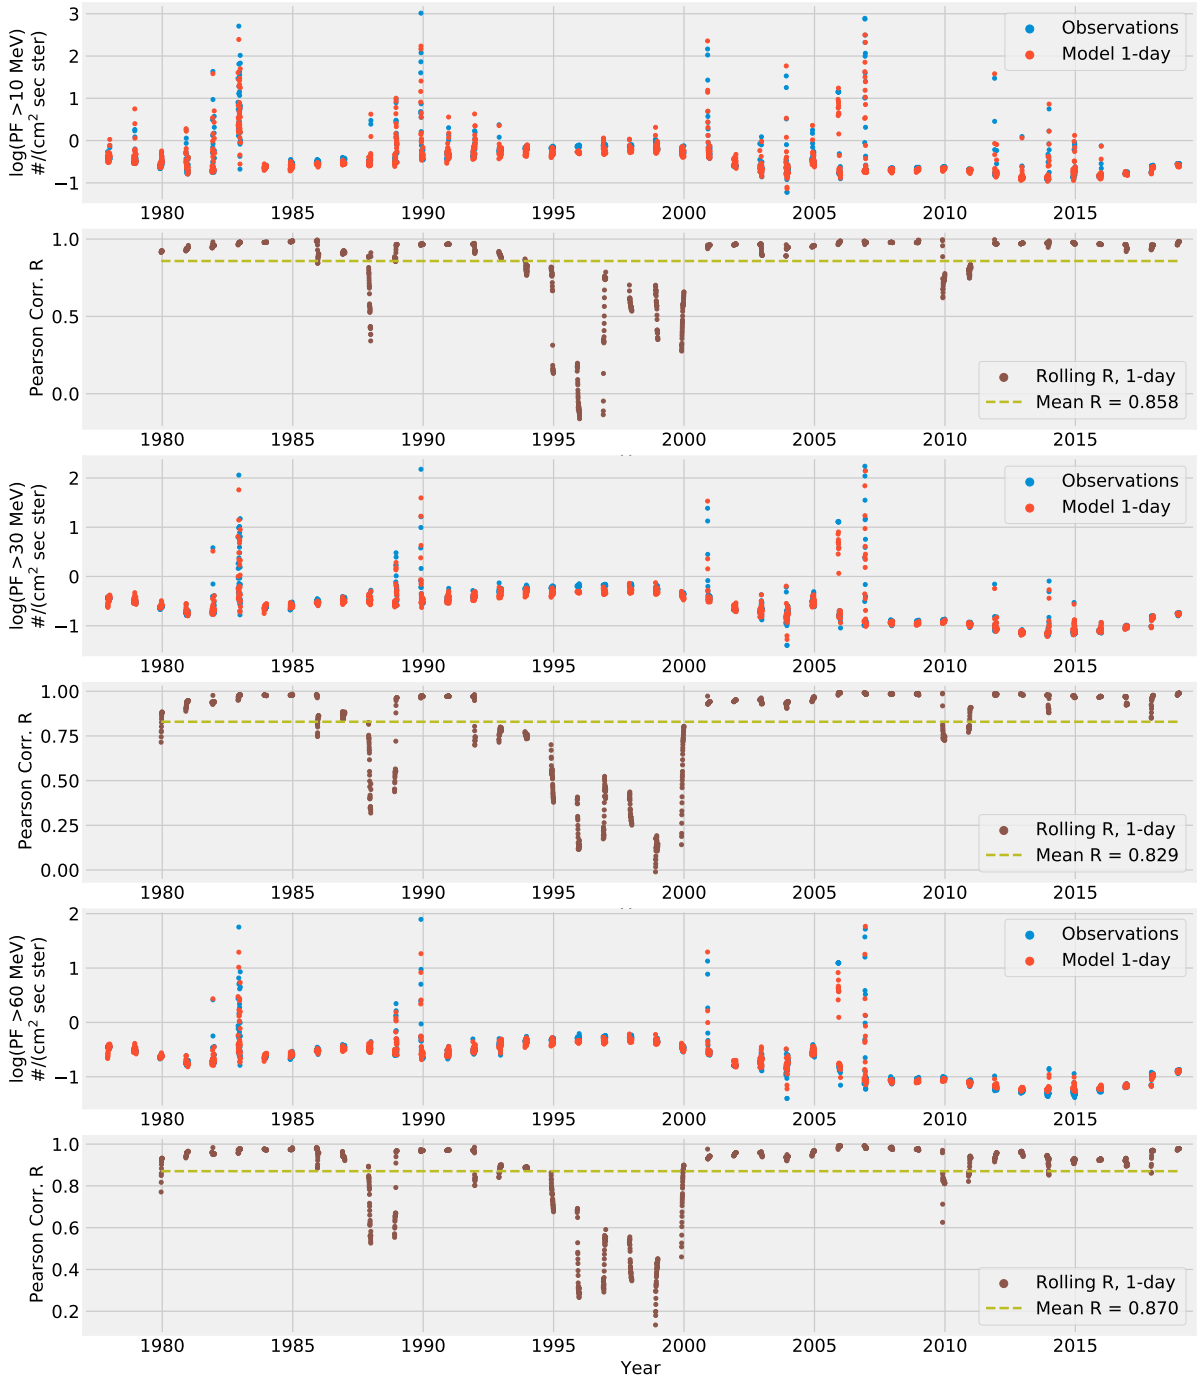 log(PF >10 MeV)
#/(cm² sec ster)
3
2
1
0
−1
Observations
Model 1-day
1980 1985 1990 1995 2000 2005 2010 2015
Pearson Corr. R
1.0
0.5
0.0
Rolling R, 1-day
Mean R = 0.858
1980 1985 1990 1995 2000 2005 2010 2015
log(PF >30 MeV)
#/(cm² sec ster)
2
1
0
−1
Observations
Model 1-day
1980 1985 1990 1995 2000 2005 2010 2015
Pearson Corr. R
1.00
0.75
0.50
0.25
0.00
Rolling R, 1-day
Mean R = 0.829
1980 1985 1990 1995 2000 2005 2010 2015
log(PF >60 MeV)
#/(cm² sec ster)
2
1
0
−1
Observations
Model 1-day
1980 1985 1990 1995 2000 2005 2010 2015
Pearson Corr. R
1.0
0.8
0.6
0.4
0.2
Rolling R, 1-day
Mean R = 0.870
1980 1985 1990 1995 2000 2005 2010 2015
Year